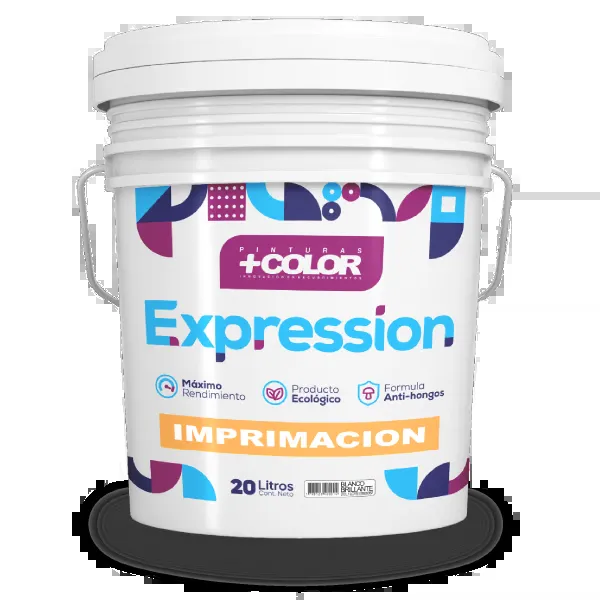 PINTURAS
+COLOR
Expression
Máximo
Rendimiento
Producto
Ecológico
Formula
Anti-hongos
IMPRIMACION
20 Litros
Cont. Neto
BLANCO
BRILLANTE